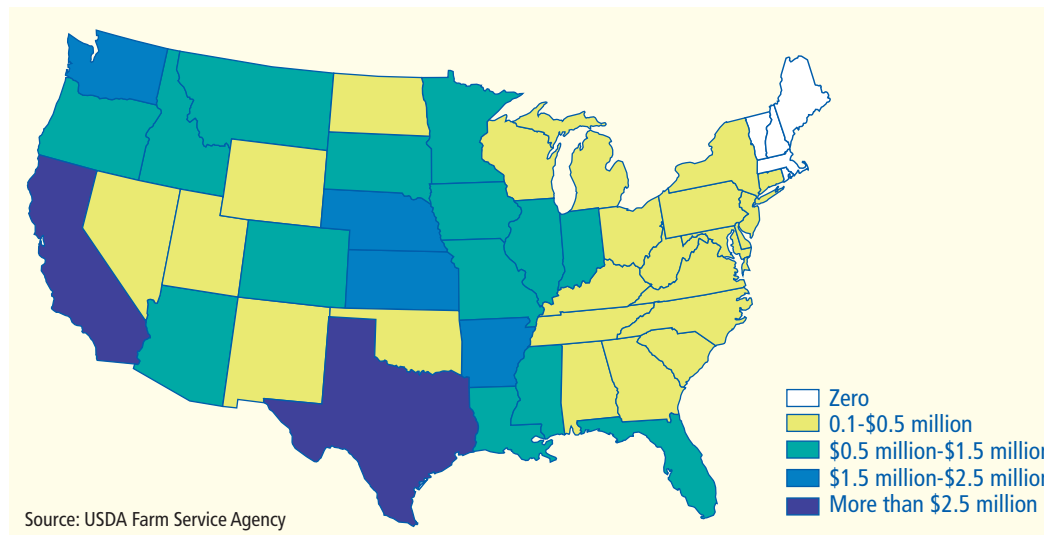 Zero
0.1-$0.5 million
$0.5 million-$1.5 million
$1.5 million-$2.5 million
More than $2.5 million
Source: USDA Farm Service Agency